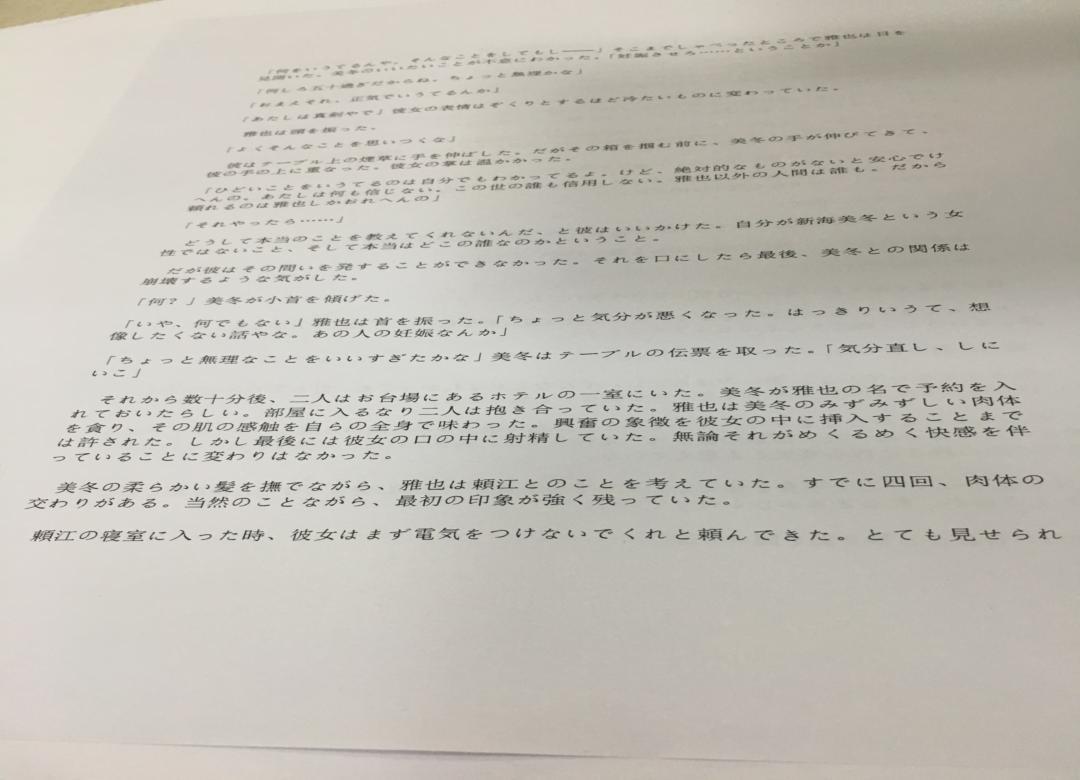 「何をいうてるんや。そんなことをしてもし――」そこまでしゃべったところで雅也は目を
見開いた。美冬のいいたいことが不意にわかった。「妊娠させろ……ということか」
「何しろ五十過ぎだからね。ちょっと無理かな」
「おまえそれ、正気でいうてるんか」
「あたしは真剣やで」彼女の表情はぞくりとするほど冷たいものに変わっていた。
雅也は頭を振った。
「よくそんなことを思いつくな」
彼はテーブル上の煙草に手を伸ばした。だがその箱を掴む前に、美冬の手が伸びてきて、
彼の手の上に重なった。彼女の掌は温かかった。
「ひどいことをいうてるのは自分でもわかってるよ。けど、絶対的なものがないと安心でけ
へんの。あたしは何も信じない。この世の誰も信用しない。雅也以外の人間は誰も。だから
頼れるのは雅也しかおれへんの」
「それやったら……」
どうして本当のことを教えてくれないんだ、と彼はいいかけた。自分が新海美冬という女
性ではないこと、そして本当はどこの誰なのかということ。
だが彼はその問いを発することができなかった。それを口にしたら最後、美冬との関係は
崩壊するような気がした。
「何？」美冬が小首を傾げた。
「いや、何でもない」雅也は首を振った。「ちょっと気分が悪くなった。はっきりいうて、想
像したくない話やな。あの人の妊娠なんか」
「ちょっと無理なことをいいすぎたかな」美冬はテーブルの伝票を取った。「気分直し、しに
いこ」
それから数十分後、二人はお台場にあるホテルの一室にいた。美冬が雅也の名で予約を入
れておいたらしい。部屋に入るなり二人は抱き合っていた。雅也は美冬のみずみずしい肉体
を貪り、その肌の感触を自らの全身で味わった。興奮の象徴を彼女の中に挿入することまで
は許された。しかし最後には彼女の口の中に射精していた。無論それがめくるめく快感を伴
っていることに変わりはなかった。
美冬の柔らかい髪を撫でながら、雅也は頼江とのことを考えていた。すでに四回、肉体の
交わりがある。当然のことながら、最初の印象が強く残っていた。
頼江の寝室に入った時、彼女はまず電気をつけないでくれと頼んできた。とても見せられ